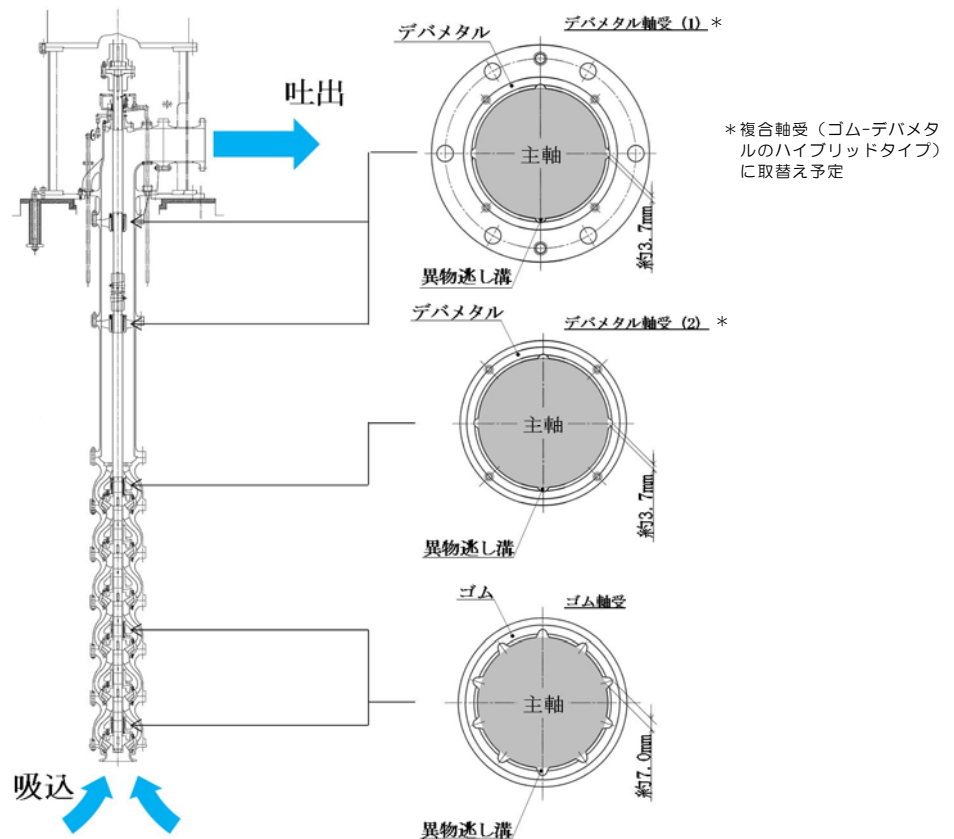 デバメタル軸受(1) *
デバメタル
吐出
主軸
*複合軸受(ゴム-デバメタ
ルのハイブリッドタイプ)
に取替え予定
約3.7mm
異物逃し溝
デバメタル
デバメタル軸受(2) *
主軸
約3.7mm
異物逃し溝
ゴム
ゴム軸受
主軸
約7.0mm
吸込
異物逃し溝